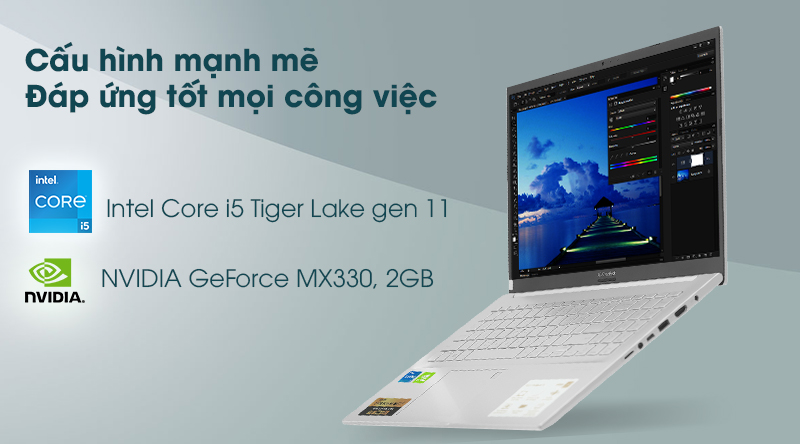 Cấu hình mạnh mẽ
Đáp ứng tốt mọi công việc
intel
CORE
i5
Intel Core i5 Tiger Lake gen 11
NVIDIA.
NVIDIA GeForce MX330, 2GB